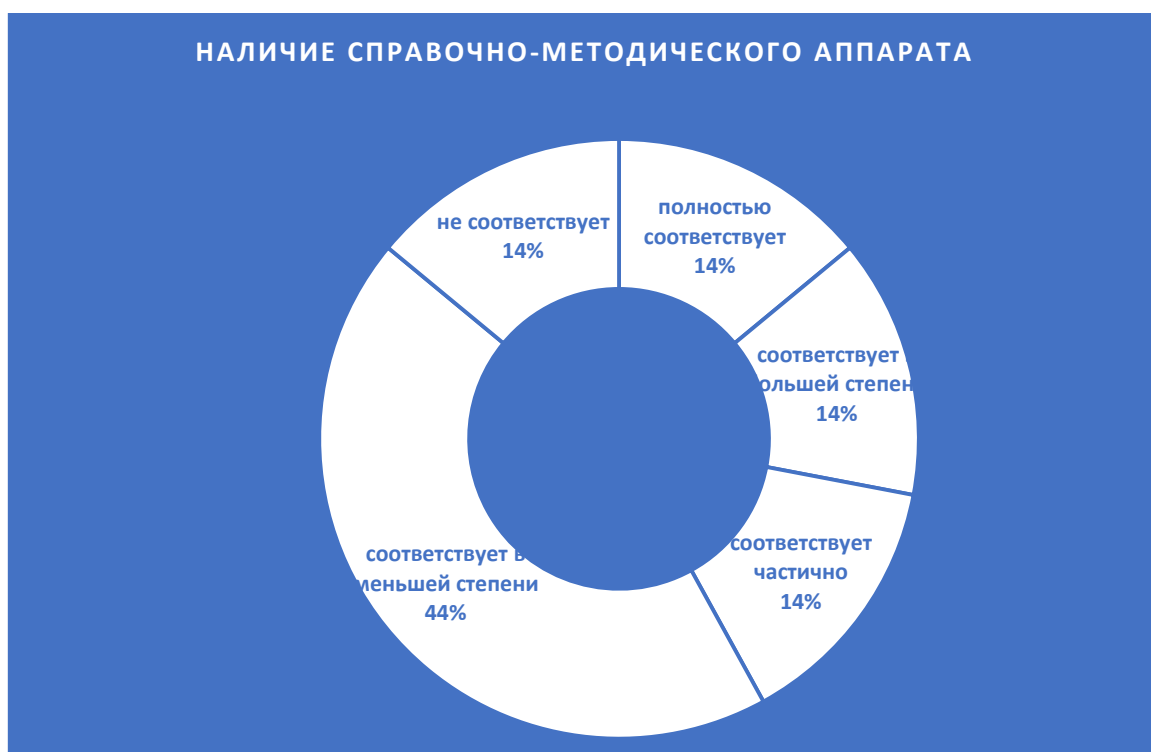 НАЛИЧИЕ СПРАВОЧНО-МЕТОДИЧЕСКОГО АППАРАТА
не соответствует
14%
полностью
соответствует
14%
соответствует
ольшей степен
14%
соответствует
частично
14%
соответствует в
меньшей степени
44%